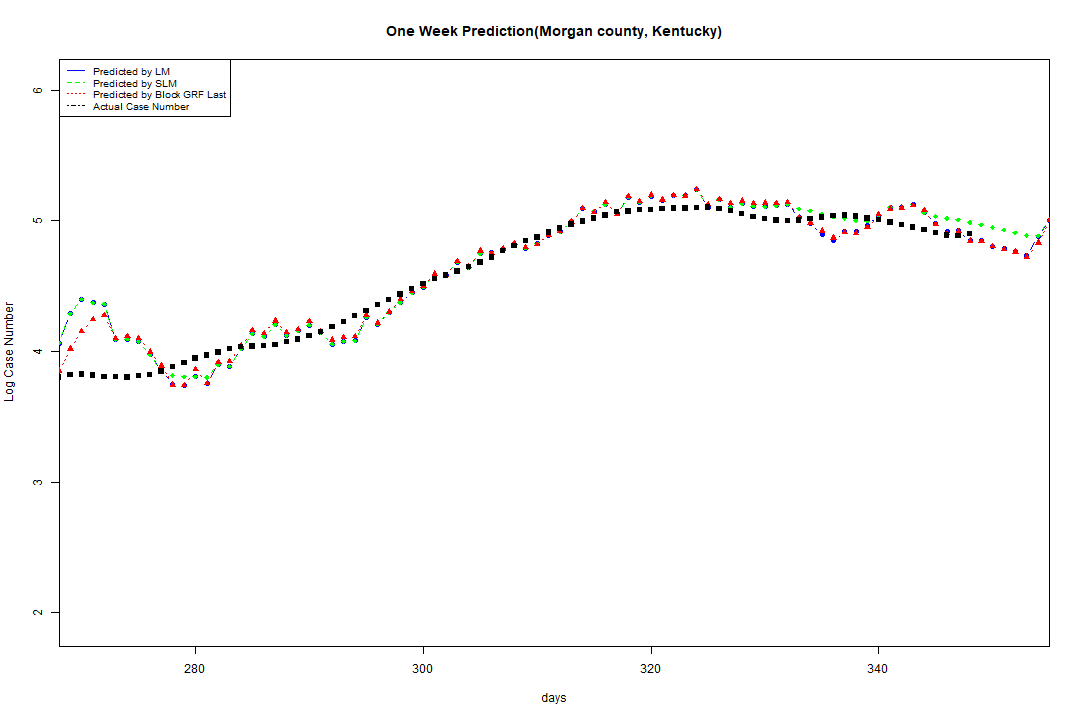 One Week Prediction(Morgan county, Kentucky)
Predicted by LM
Predicted by SLM
Predicted by Block GRF Last
Actual Case Number
6
5
4
3
2
Log Case Number
280 300 320 340
days